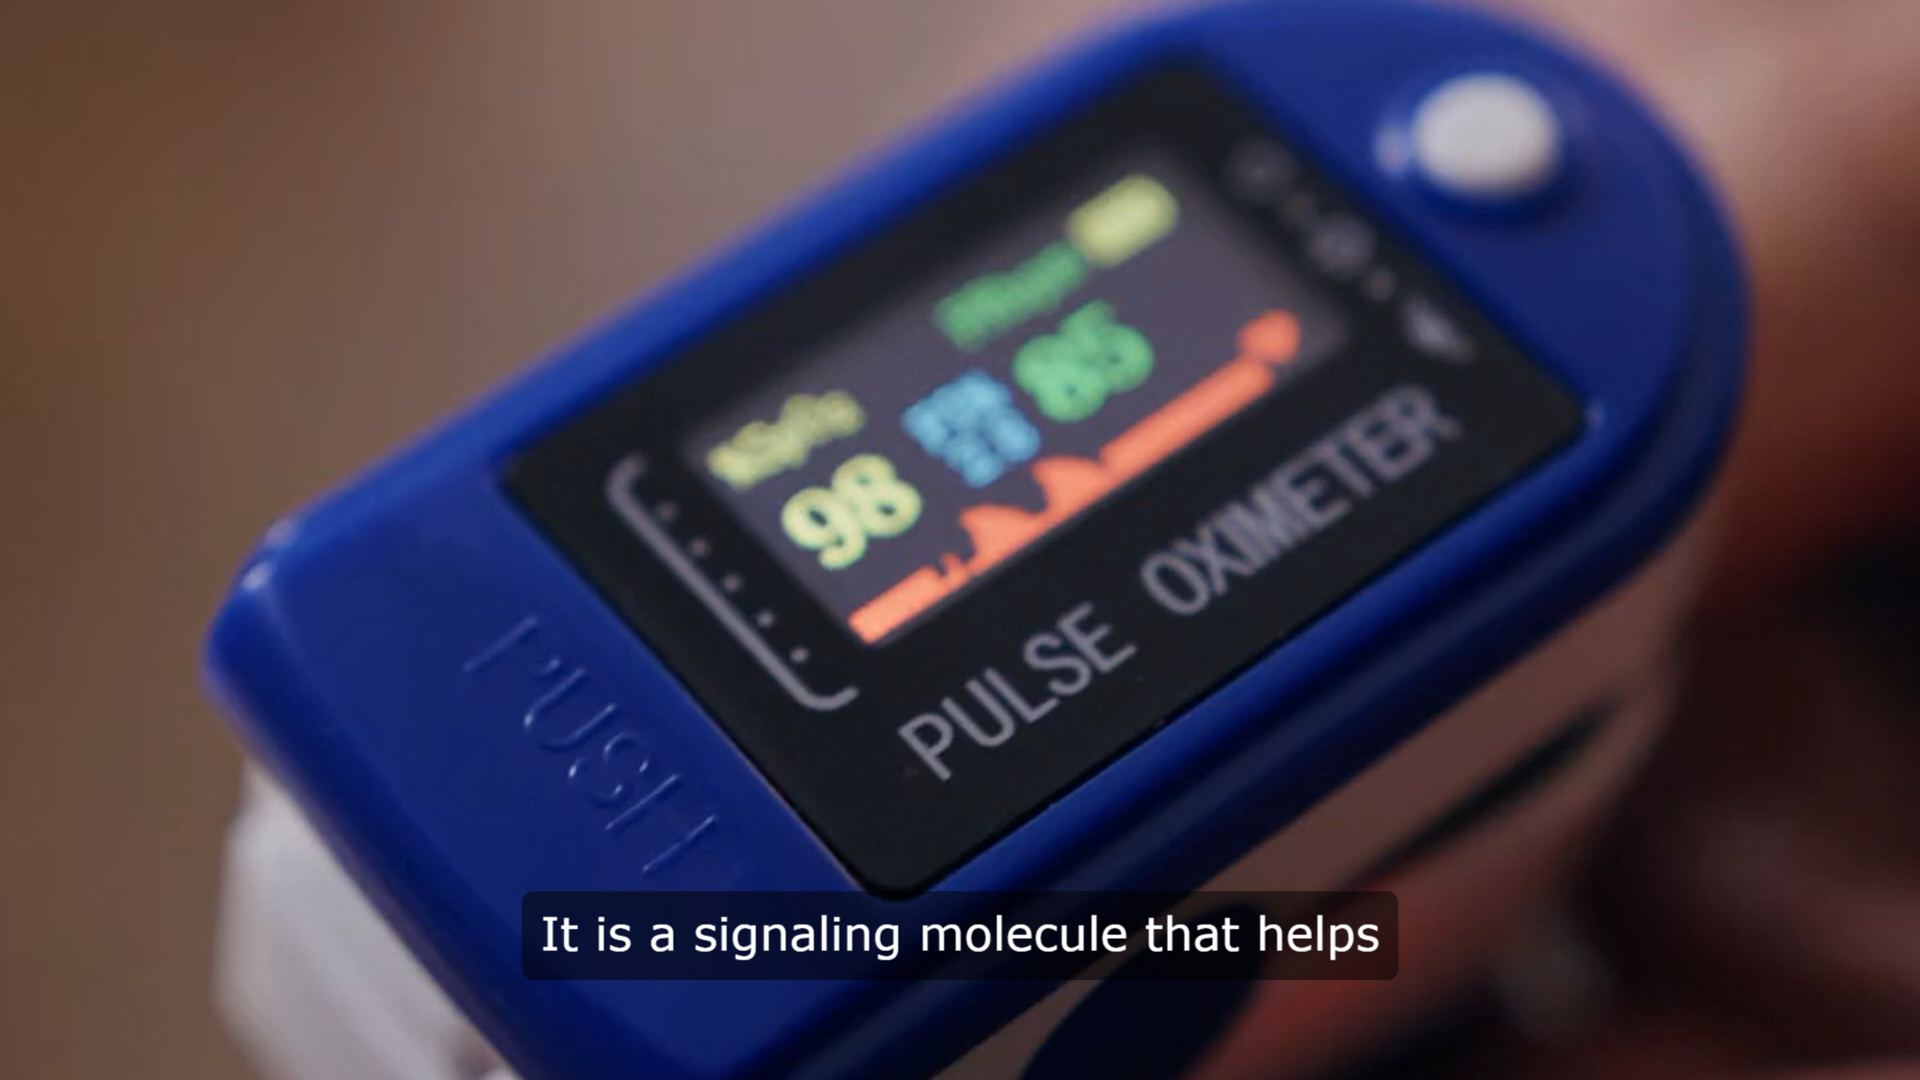 98
85
PULSE OXIMETER
PUSH
It is a signaling molecule that helps